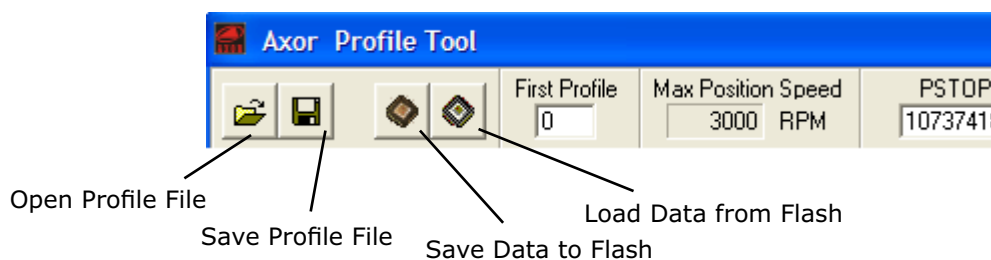 Axor Profile Tool
First Profile
0
Max Position Speed
3000 RPM
PSTOP
Open Profile File
Save Profile File
Save Data to Flash
Load Data from Flash